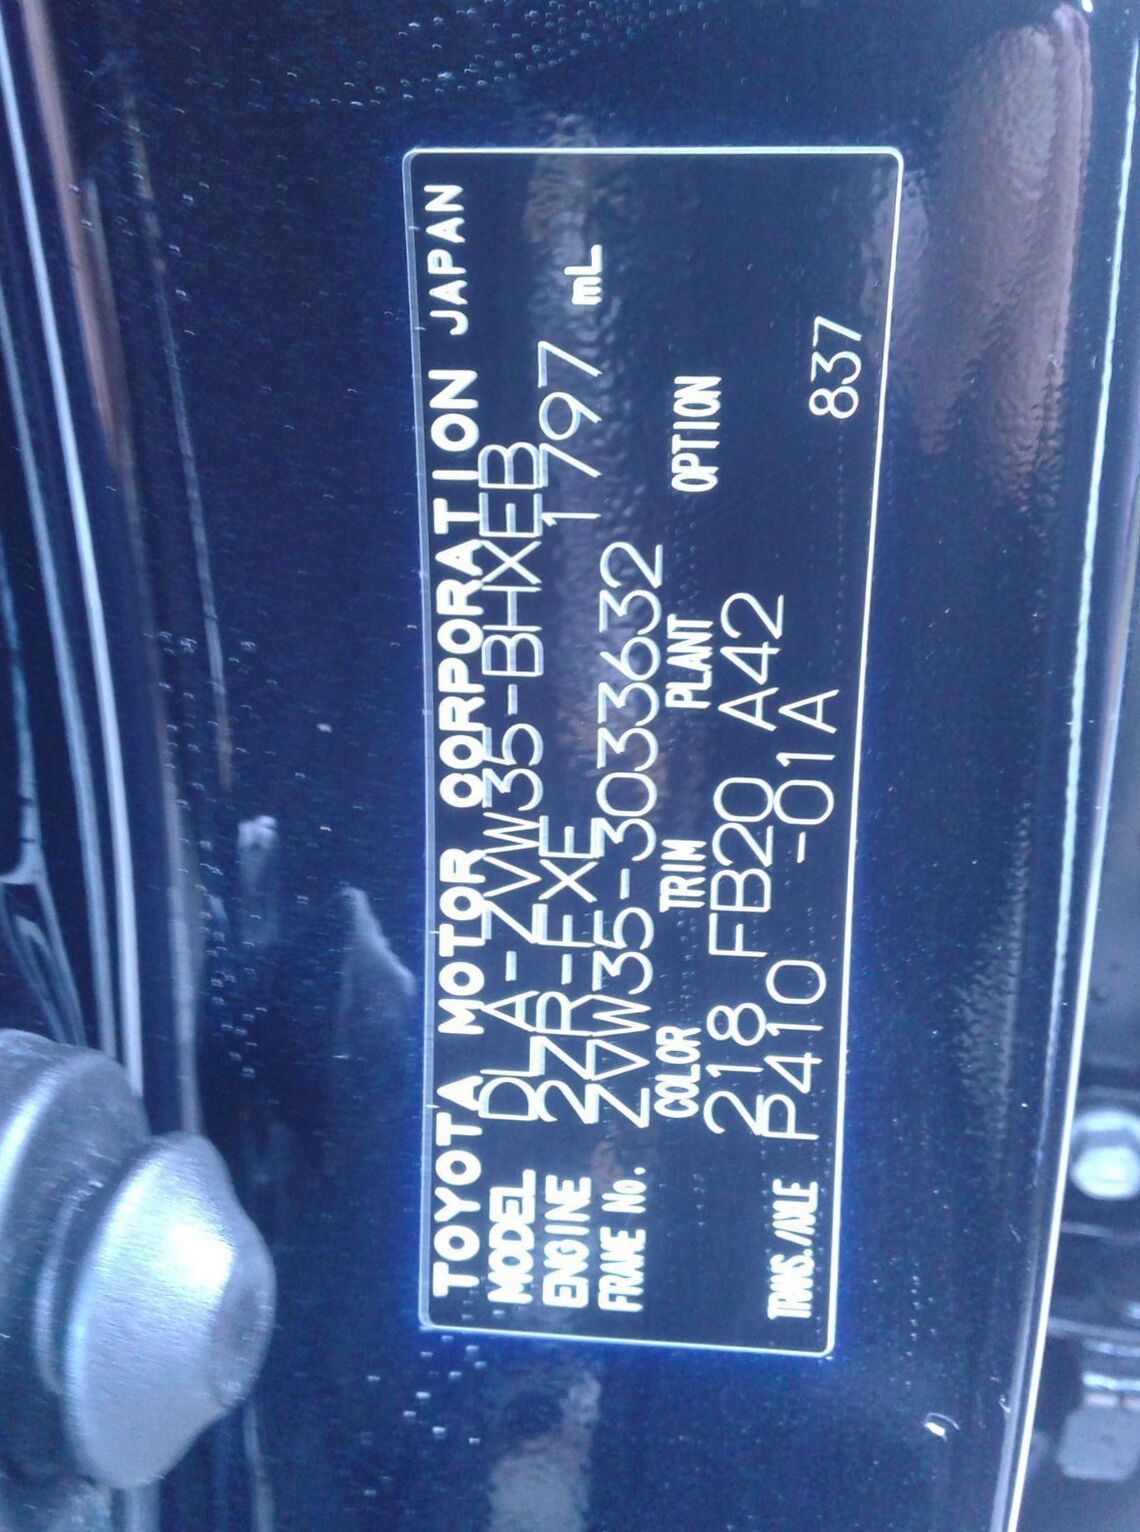 TOYOTA MOTOR CORPORATION JAPAN
MODEL DLA-ZVW35-BHXEB
ENGINE 2ZR-FXE 1797 mL
FRAME No. ZVW35-3033632
COLOR TRIM PLANT OPTION
218 FB20 A42
TRANS./AXLE P410 -01A 837